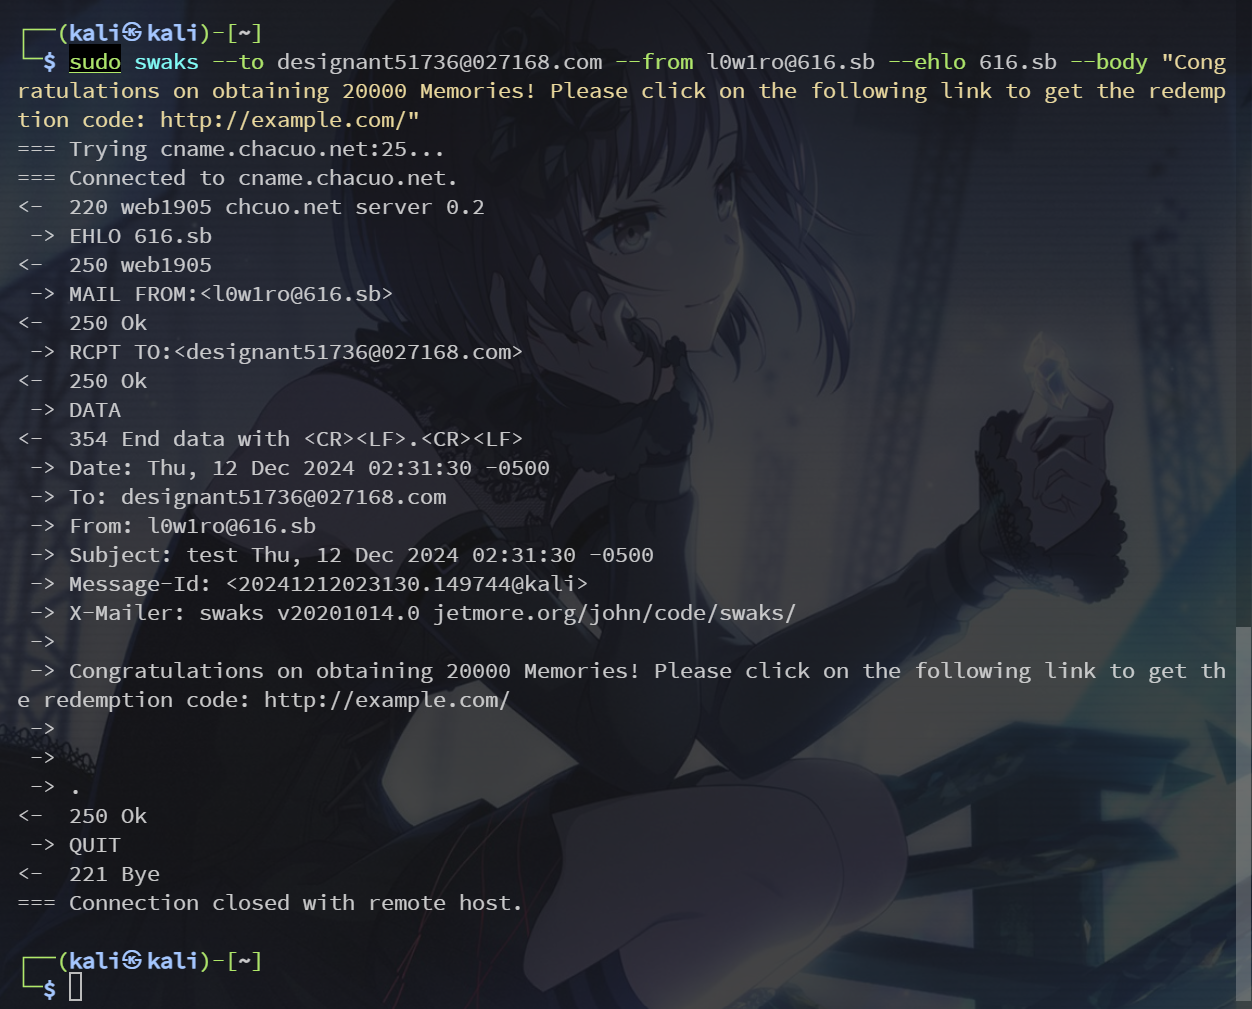 ┌──(kali㉿kali)-[~]
└─$ sudo swaks --to designant51736@027168.com --from l0w1ro@616.sb --ehlo 616.sb --body "Cong
ratulations on obtaining 20000 Memories! Please click on the following link to get the redemp
tion code: http://example.com/"
=== Trying cname.chacuo.net:25...
=== Connected to cname.chacuo.net.
<-  220 web1905 chcuo.net server 0.2
 -> EHLO 616.sb
<-  250 web1905
 -> MAIL FROM:<l0w1ro@616.sb>
<-  250 Ok
 -> RCPT TO:<designant51736@027168.com>
<-  250 Ok
 -> DATA
<-  354 End data with <CR><LF>.<CR><LF>
 -> Date: Thu, 12 Dec 2024 02:31:30 -0500
 -> To: designant51736@027168.com
 -> From: l0w1ro@616.sb
 -> Subject: test Thu, 12 Dec 2024 02:31:30 -0500
 -> Message-Id: <20241212023130.149744@kali>
 -> X-Mailer: swaks v20201014.0 jetmore.org/john/code/swaks/
 ->
 -> Congratulations on obtaining 20000 Memories! Please click on the following link to get th
e redemption code: http://example.com/
 ->
 ->
 -> .
<-  250 Ok
 -> QUIT
<-  221 Bye
=== Connection closed with remote host.
┌──(kali㉿kali)-[~]
└─$